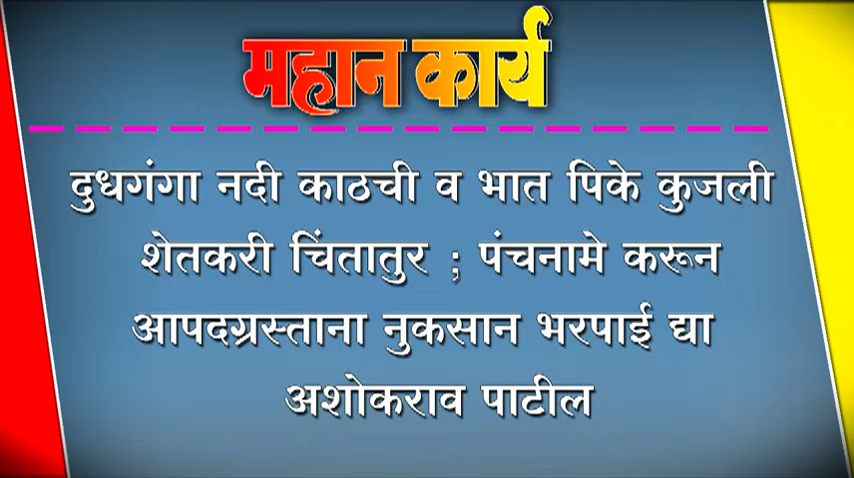 महान कार्य
दुधगंगा नदी काठची व भात पिके कुजली
शेतकरी चिंतातुर ; पंचनामे करून
आपदग्रस्ताना नुकसान भरपाई द्या
अशोकराव पाटील